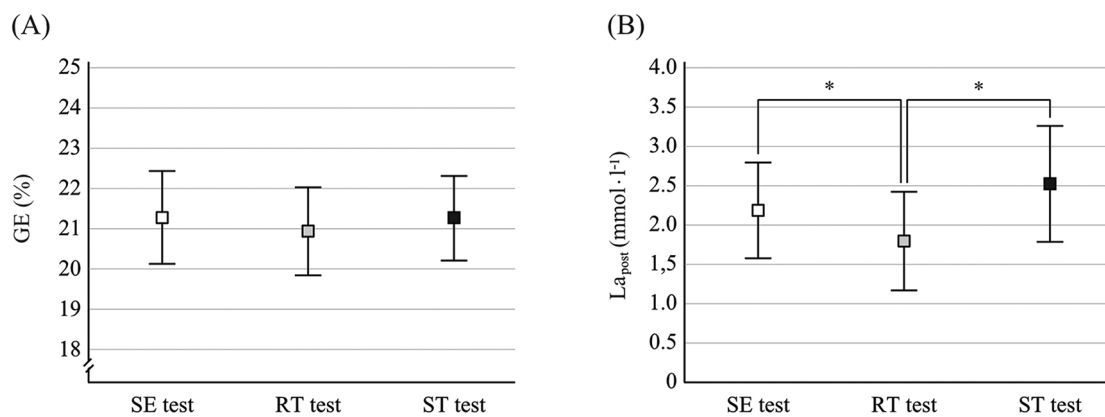 (A)
GE (%)
25
24
23
22
21
20
19
18
SE test
RT test
ST test
(B)
La post (mmol · l-1)
4.0
3.5
3.0
2.5
2.0
1,5
1.0
0,5
0
*
*
SE test
RT test
ST test